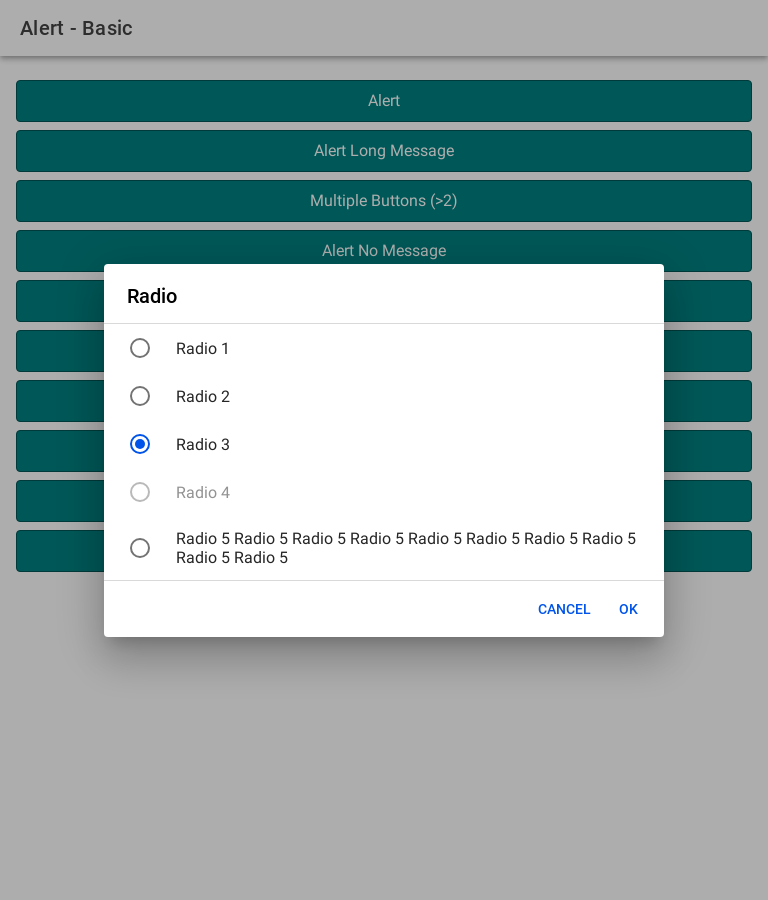 Alert - Basic
Alert
Alert Long Message
Multiple Buttons (>2)
Alert No Message
Radio
Radio 1
Radio 2
Radio 3
Radio 4
Radio 5 Radio 5 Radio 5 Radio 5 Radio 5 Radio 5 Radio 5 Radio 5
Radio 5 Radio 5
CANCEL OK